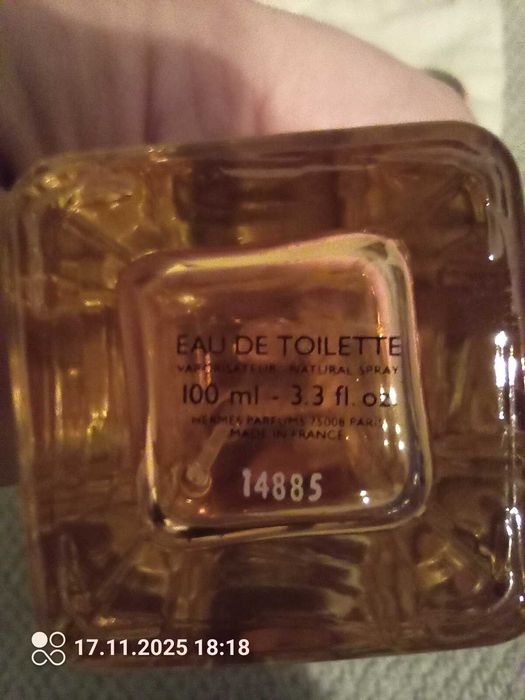 EAU DE TOILETTE
VAPORISATEUR NATURAL SPRAY
100 ml - 3.3 fl. oz
HERMES PARFUMS 75008 PARIS
MADE IN FRANCE
14885
17.11.2025 18:18